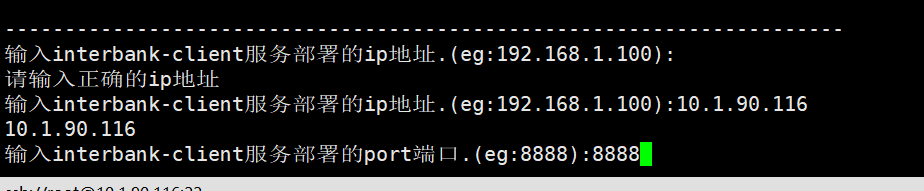 --------------------------------------------------------------------
输入interbank-client服务部署的ip地址.(eg:192.168.1.100):
请输入正确的ip地址
输入interbank-client服务部署的ip地址.(eg:192.168.1.100):10.1.90.116
10.1.90.116
输入interbank-client服务部署的port端口.(eg:8888):8888
ssh://root@10.1.90.116:22